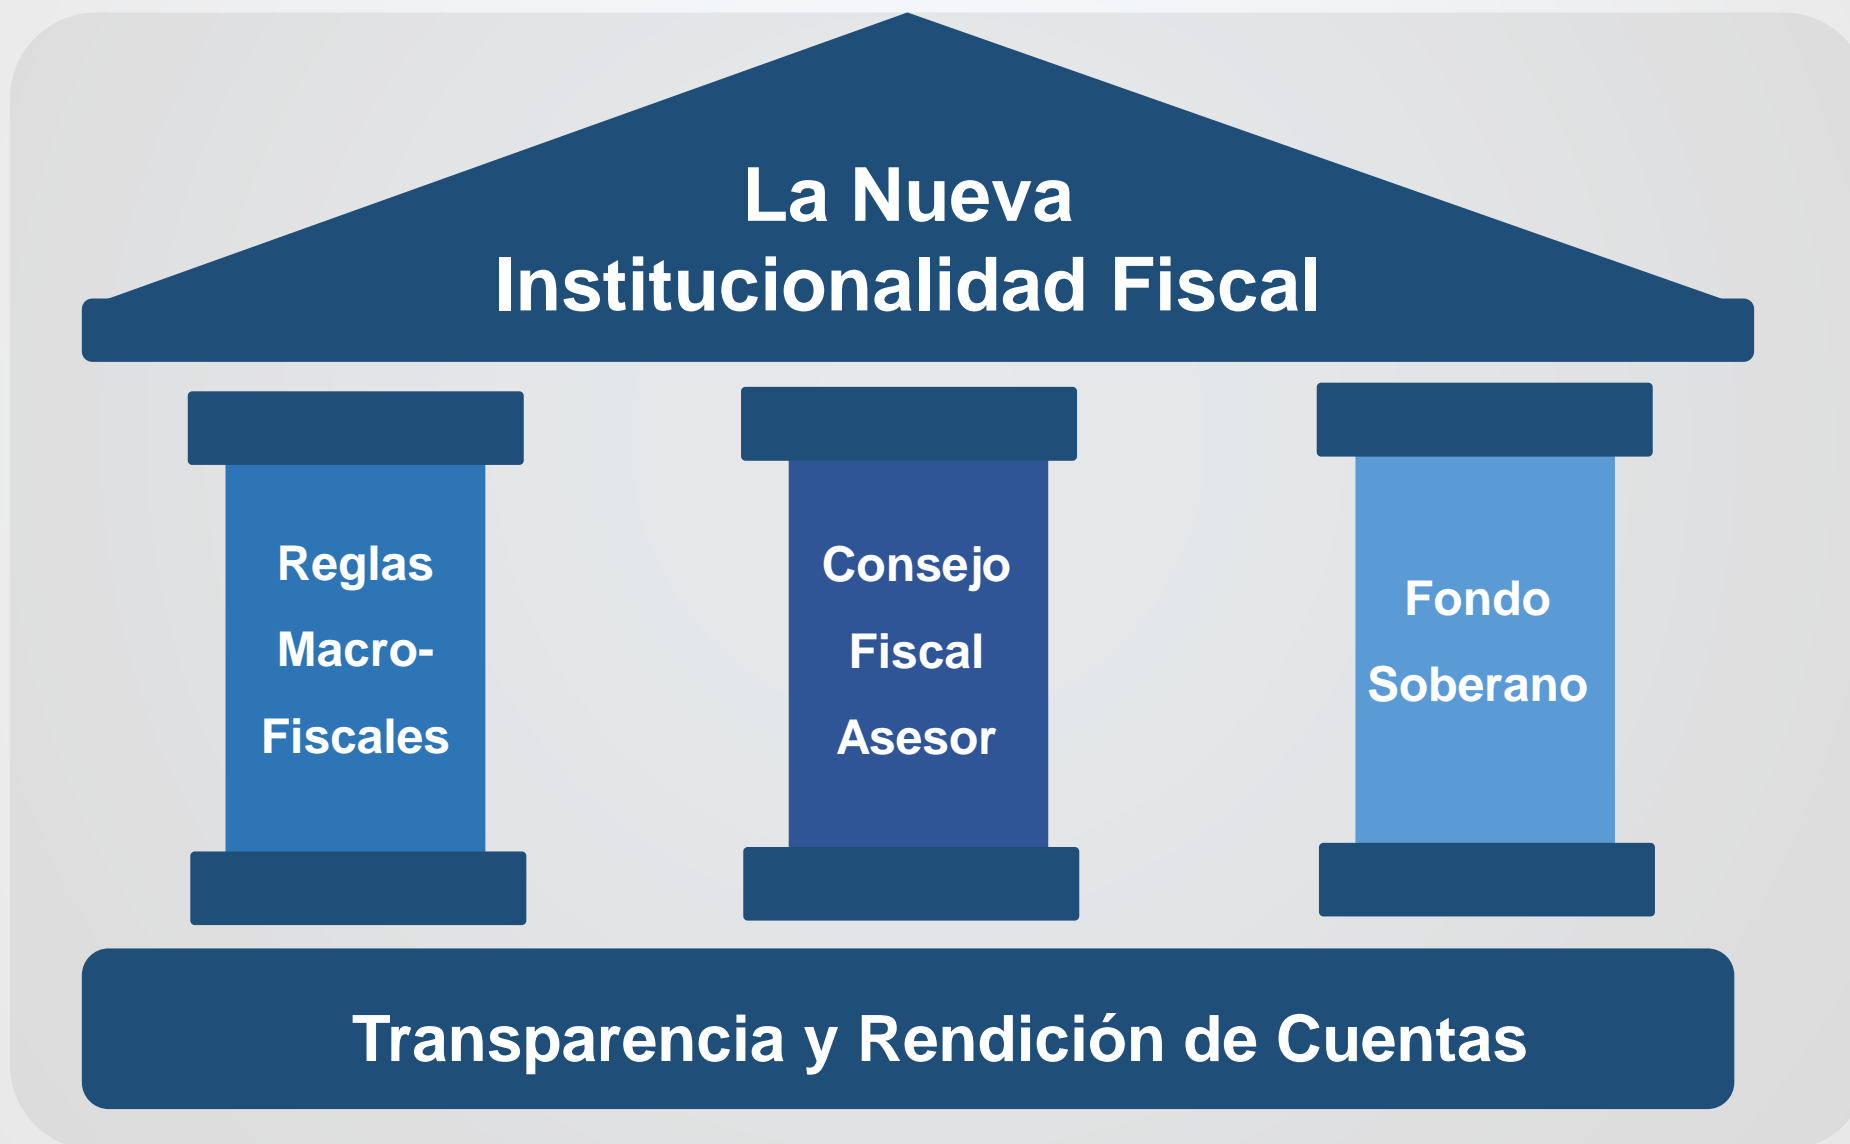 La Nueva
Institucionalidad Fiscal
Reglas
Macro-
Fiscales
Consejo
Fiscal
Asesor
Fondo
Soberano
Transparencia y Rendición de Cuentas